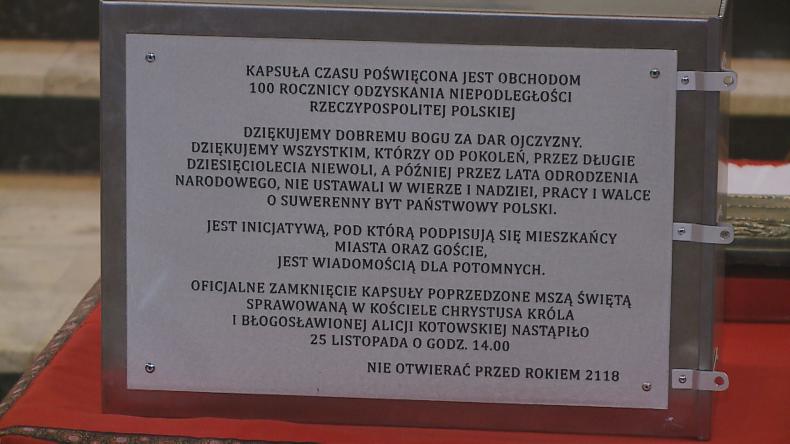 KAPSUŁA CZASU POŚWIĘCONA JEST OBCHODOM
100 ROCZNICY ODZYSKANIA NIEPODLEGŁOŚCI
RZECZYPOSPOLITEJ POLSKIEJ
DZIĘKUJEMY DOBREMU BOGU ZA DAR OJCZYZNY.
DZIĘKUJEMY WSZYSTKIM, KTÓRZY OD POKOLEŃ, PRZEZ DŁUGIE
DZIESIĘCIOLECIA NIEWOLI, A PÓŹNIEJ PRZEZ LATA ODRODZENIA
NARODOWEGO, NIE USTAWALI W WIERZE I NADZIEI, PRACY I WALCE
O SUWERENNY BYT PAŃSTWOWY POLSKI.
JEST INICJATYWĄ, POD KTÓRĄ PODPISUJĄ SIĘ MIESZKAŃCY
MIASTA ORAZ GOŚCIE,
JEST WIADOMOŚCIĄ DLA POTOMNYCH.
OFICJALNE ZAMKNIĘCIE KAPSUŁY POPRZEDZONE MSZĄ ŚWIĘTĄ
SPRAWOWANĄ W KOŚCIELE CHRYSTUSA KRÓLA
I BŁOGOSŁAWIONEJ ALICJI KOTOWSKIEJ NASTĄPIŁO
25 LISTOPADA O GODZ. 14.00
NIE OTWIERAĆ PRZED ROKIEM 2118